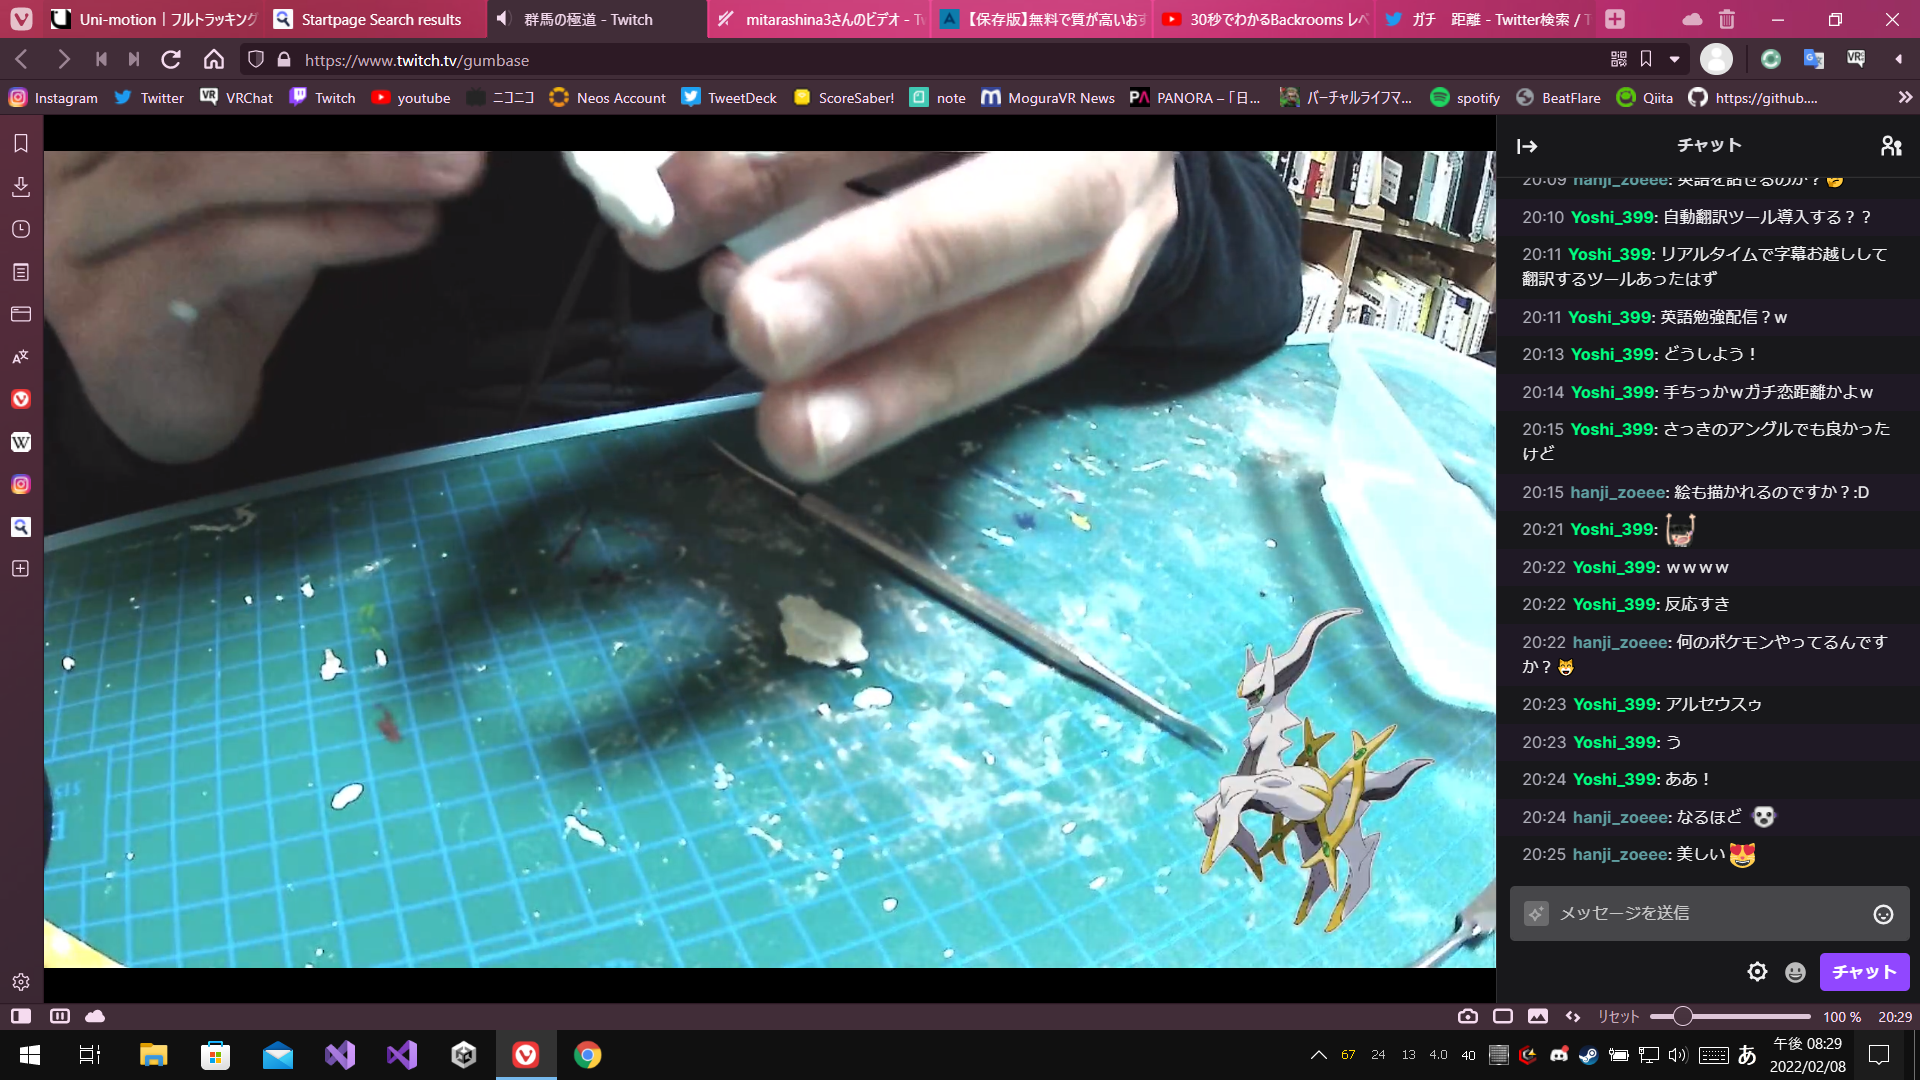 Uni-motion | フルトラッキング
Startpage Search results
群馬の極道 - Twitch
mitarashina3さんのビデオ - Tw
【保存版】無料で質が高いおす
30秒でわかるBackrooms レベ
ガチ 距離 - Twitter検索 / T
https://www.twitch.tv/gumbase
Instagram
Twitter
VRChat
Twitch
youtube
ニコニコ
Neos Account
TweetDeck
ScoreSaber!
note
MoguraVR News
PANORA – 「日...
バーチャルライフマ...
spotify
BeatFlare
Qiita
https://github....
チャット
20:09 hanji_zoeee: 英語を話せるのか？🤔
20:10 Yoshi_399: 自動翻訳ツール導入する？？
20:11 Yoshi_399: リアルタイムで字幕お越しして
翻訳するツールあったはず
20:11 Yoshi_399: 英語勉強配信？w
20:13 Yoshi_399: どうしよう！
20:14 Yoshi_399: 手ちっかwガチ恋距離かよw
20:15 Yoshi_399: さっきのアングルでも良かった
けど
20:15 hanji_zoeee: 絵も描かれるのですか？:D
20:21 Yoshi_399:
20:22 Yoshi_399: ｗｗｗｗ
20:22 Yoshi_399: 反応すき
20:22 hanji_zoeee: 何のポケモンやってるんです
か？😸
20:23 Yoshi_399: アルセウスゥ
20:23 Yoshi_399: う
20:24 Yoshi_399: ああ！
20:24 hanji_zoeee: なるほど
20:25 hanji_zoeee: 美しい😻
メッセージを送信
チャット
リセット
100 %
20:29
67 24 13 4.0 40
あ
午後 08:29
2022/02/08